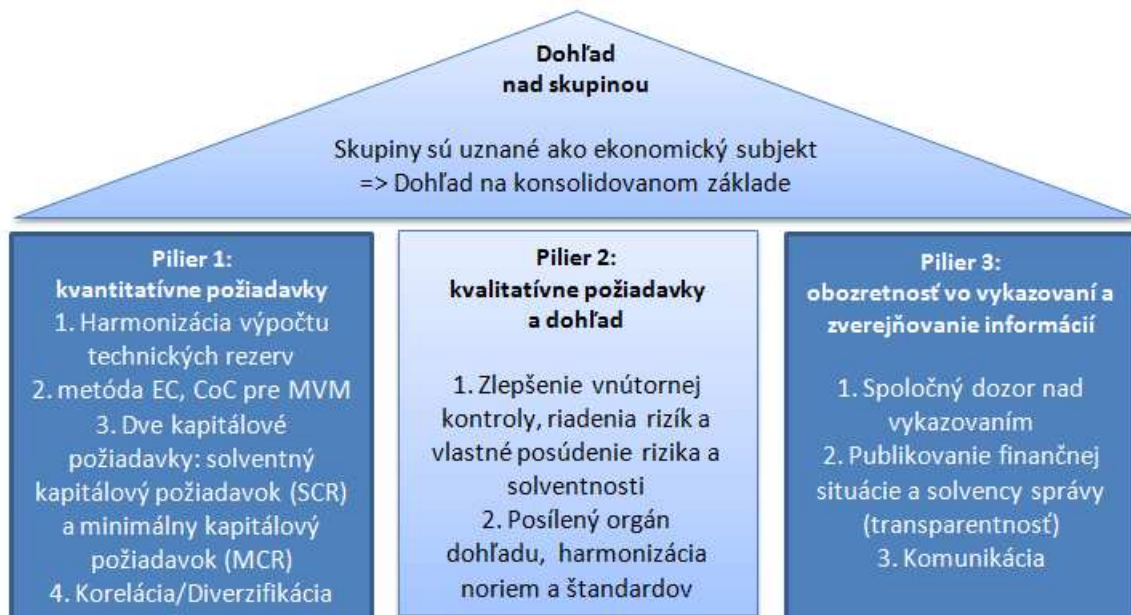 Dohľad
nad skupinou
Skupiny sú uznané ako ekonomický subjekt
=> Dohľad na konsolidovanom základe
Pilier 1:
kvantitatívne požiadavky
1. Harmonizácia výpočtu
technických rezerv
2. metóda EC, CoC pre MVM
3. Dve kapitálové
požiadavky: solventný
kapitálový požiadavok (SCR)
a minimálny kapitálový
požiadavok (MCR)
4. Korelácia/Diverzifikácia
Pilier 2:
kvalitatívne požiadavky
a dohľad
1. Zlepšenie vnútornej
kontroly, riadenia rizík a
vlastné posúdenie rizika a
solventnosti
2. Posílený orgán
dohľadu, harmonizácia
noriem a štandardov
Pilier 3:
obozretnosť vo vykazovaní a
zverejňovanie informácií
1. Spoločný dozor nad
vykazovaním
2. Publikovanie finančnej
situácie a solvency správy
(transparentnosť)
3. Komunikácia